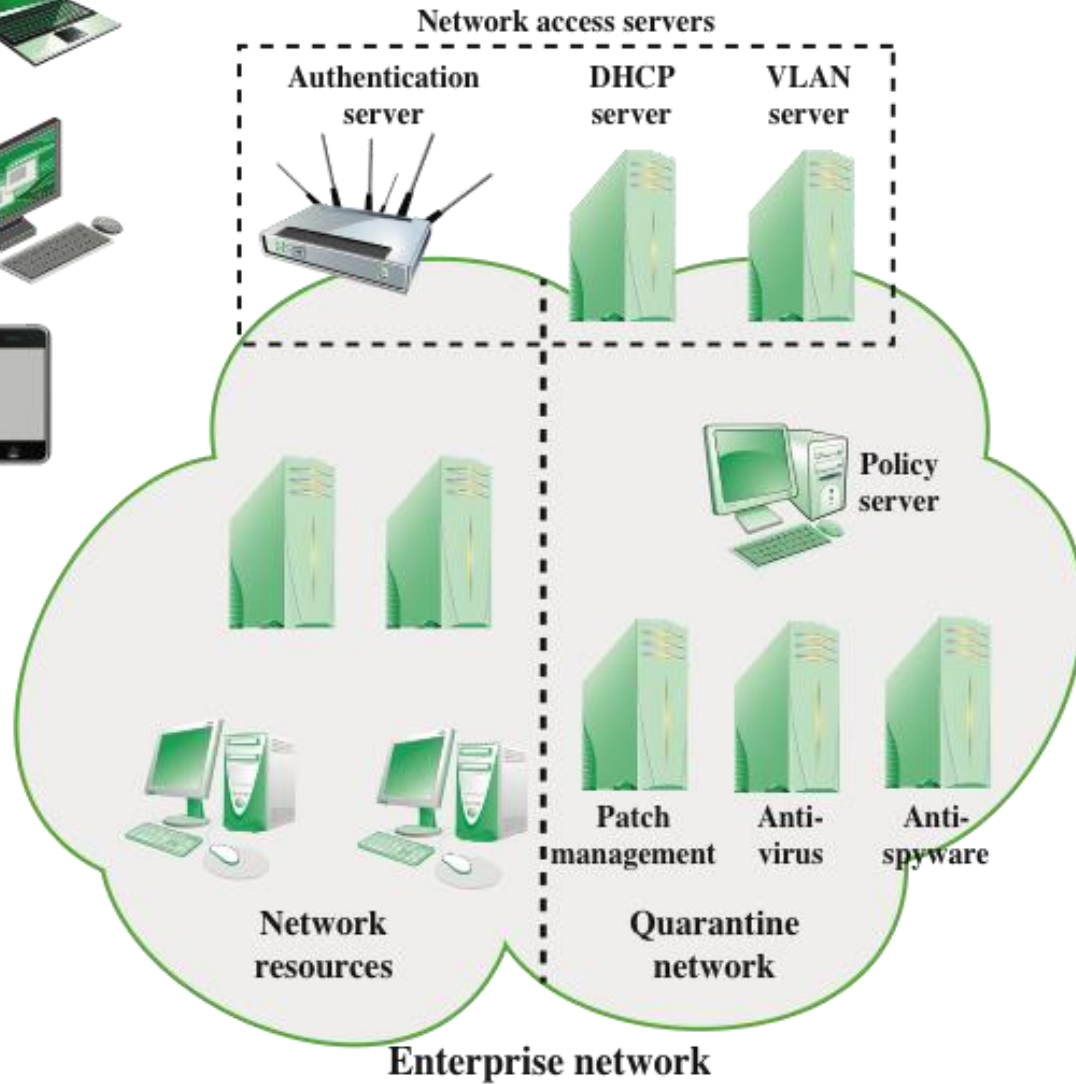 Network access servers
Authentication
server
DHCP
server
VLAN
server
Policy
server
Patch
management
Anti-
virus
Anti-
spyware
Network
resources
Quarantine
network
Enterprise network